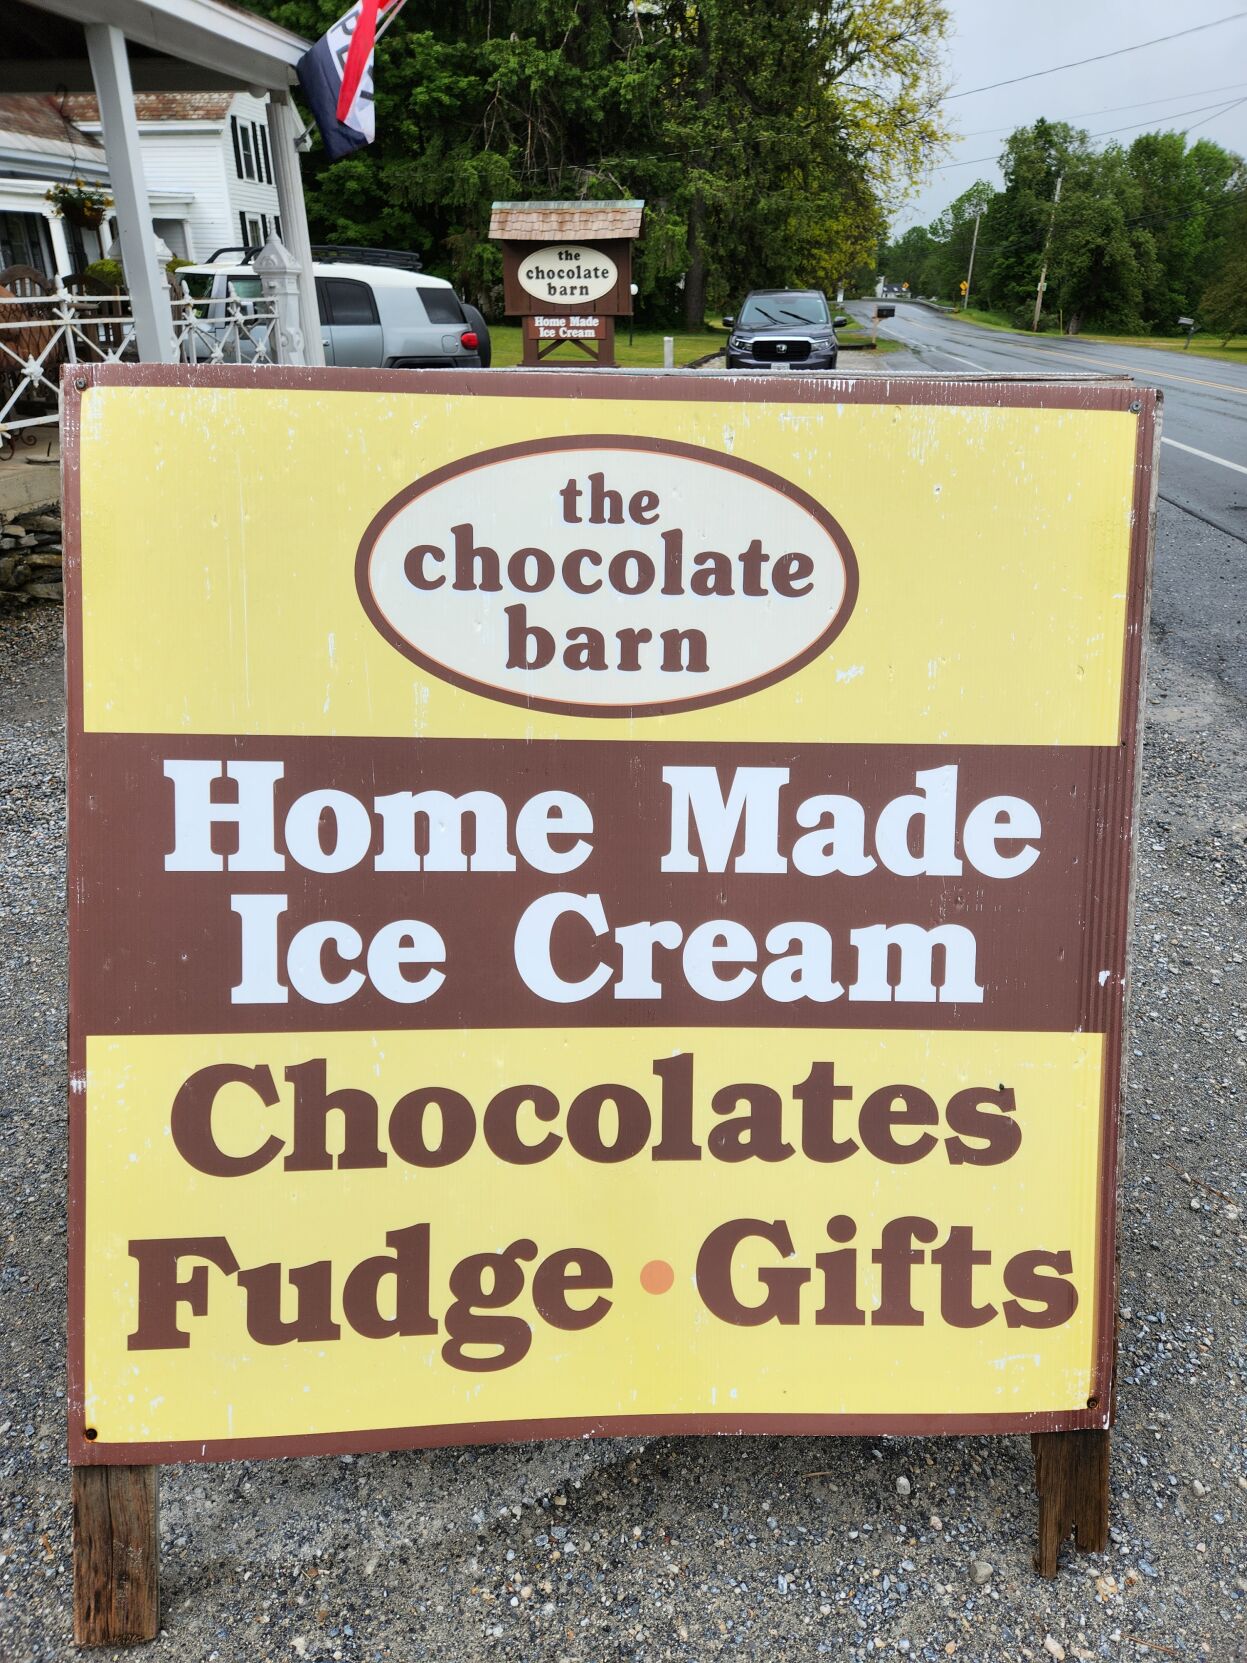 the
chocolate
barn
Home Made
Ice Cream
the
chocolate
barn
Home Made
Ice Cream
Chocolates
Fudge • Gifts